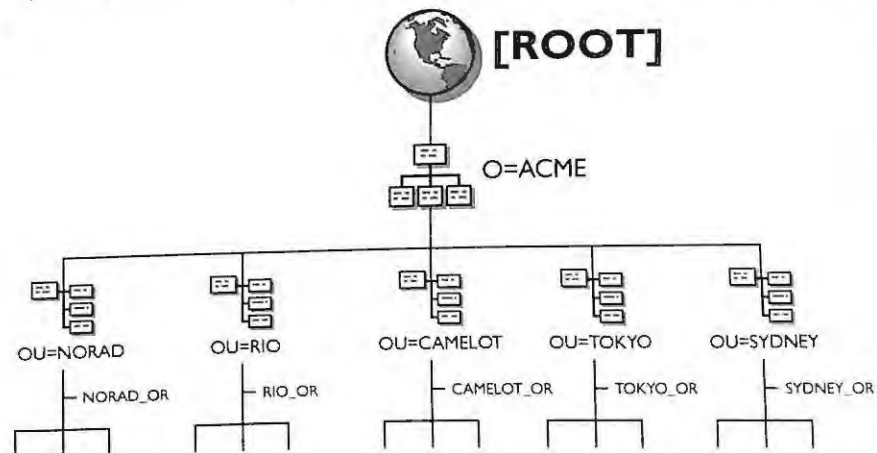 [ROOT]
O=ACME
OU=NORAD
OU=RIO
OU=CAMELOT
OU=TOKYO
OU=SYDNEY
NORAD_OR
RIO_OR
CAMELOT_OR
TOKYO_OR
SYDNEY_OR